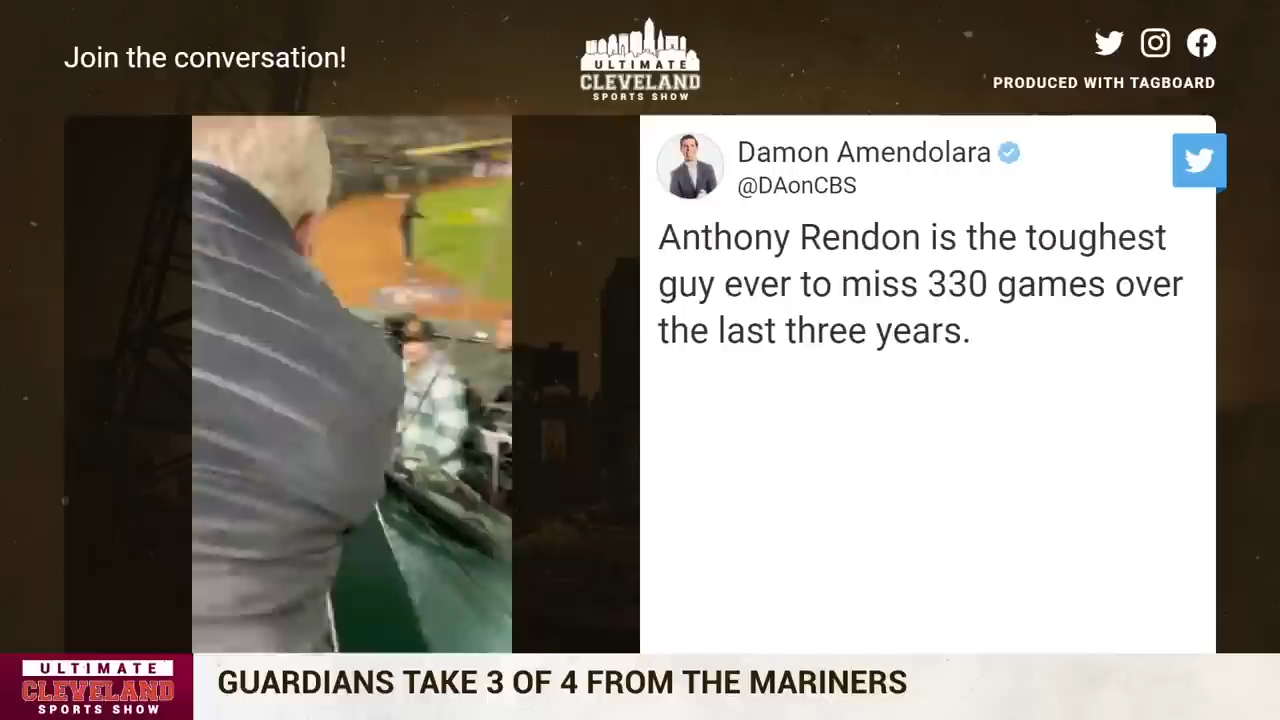 Join the conversation!
ULTIMATE
CLEVELAND
SPORTS SHOW
PRODUCED WITH TAGBOARD
Damon Amendolara
@DAonCBS
Anthony Rendon is the toughest
guy ever to miss 330 games over
the last three years.
ULTIMATE
CLEVELAND
SPORTS SHOW
GUARDIANS TAKE 3 OF 4 FROM THE MARINERS